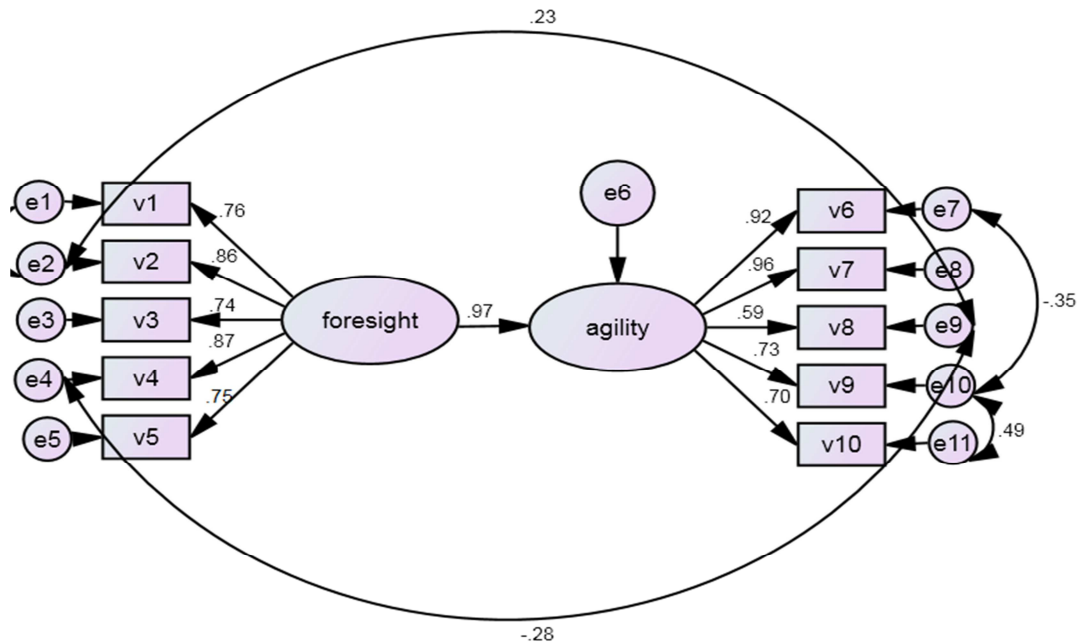 .23
e1
v1
.76
e2
v2
.86
e3
v3
.74
e4
v4
.87
e5
v5
.75
foresight
.97
agility
e6
.92
v6
e7
.96
v7
e8
.59
v8
e9
.73
v9
e10
.70
v10
e11
-.35
.49
-.28